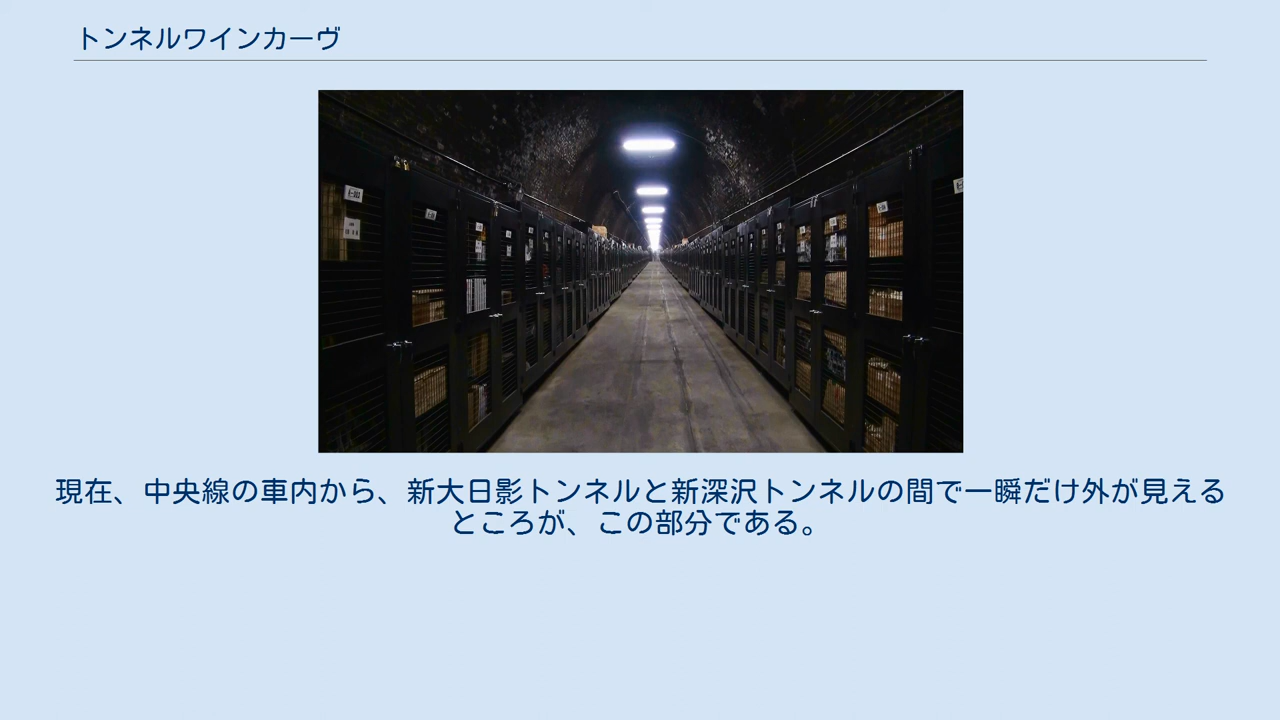 トンネルワインカーヴ
現在、中央線の車内から、新大日影トンネルと新深沢トンネルの間で一瞬だけ外が見える
ところが、この部分である。